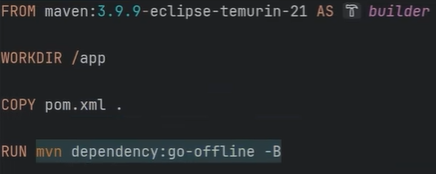 FROM maven:3.9.9-eclipse-temurin-21 AS builder
WORKDIR /app
COPY pom.xml .
RUN mvn dependency:go-offline -B